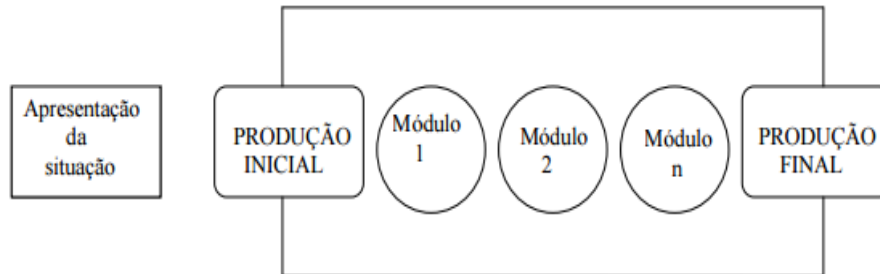 Apresentação
da
situação
PRODUÇÃO
INICIAL
Módulo
1
Módulo
2
Módulo
n
PRODUÇÃO
FINAL